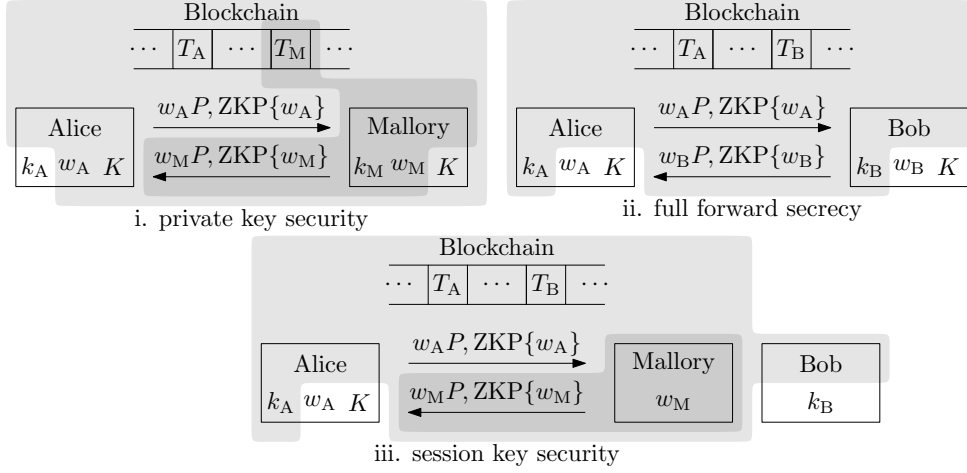 Blockchain
··· T_A ··· T_M ···
Alice
k_A w_A K
w_A P, ZKP{w_A}
w_M P, ZKP{w_M}
Mallory
k_M w_M K
i. private key security
Blockchain
··· T_A ··· T_B ···
Alice
k_A w_A K
w_A P, ZKP{w_A}
w_B P, ZKP{w_B}
Bob
k_B w_B K
ii. full forward secrecy
Blockchain
··· T_A ··· T_B ···
Alice
k_A w_A K
w_A P, ZKP{w_A}
w_M P, ZKP{w_M}
Mallory
w_M
Bob
k_B
iii. session key security